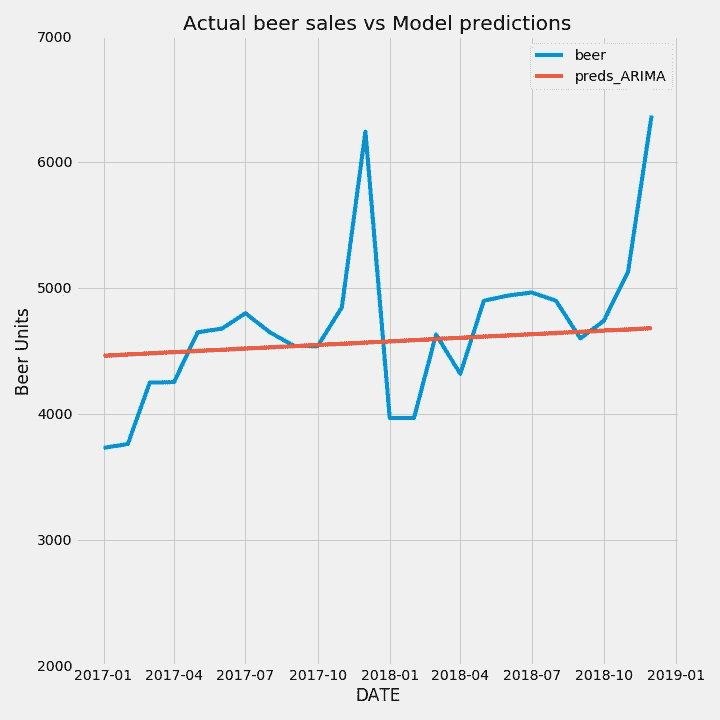 Actual beer sales vs Model predictions
beer
preds_ARIMA
7000
6000
5000
4000
3000
2000
Beer Units
2017-01 2017-04 2017-07 2017-10 2018-01 2018-04 2018-07 2018-10 2019-01
DATE